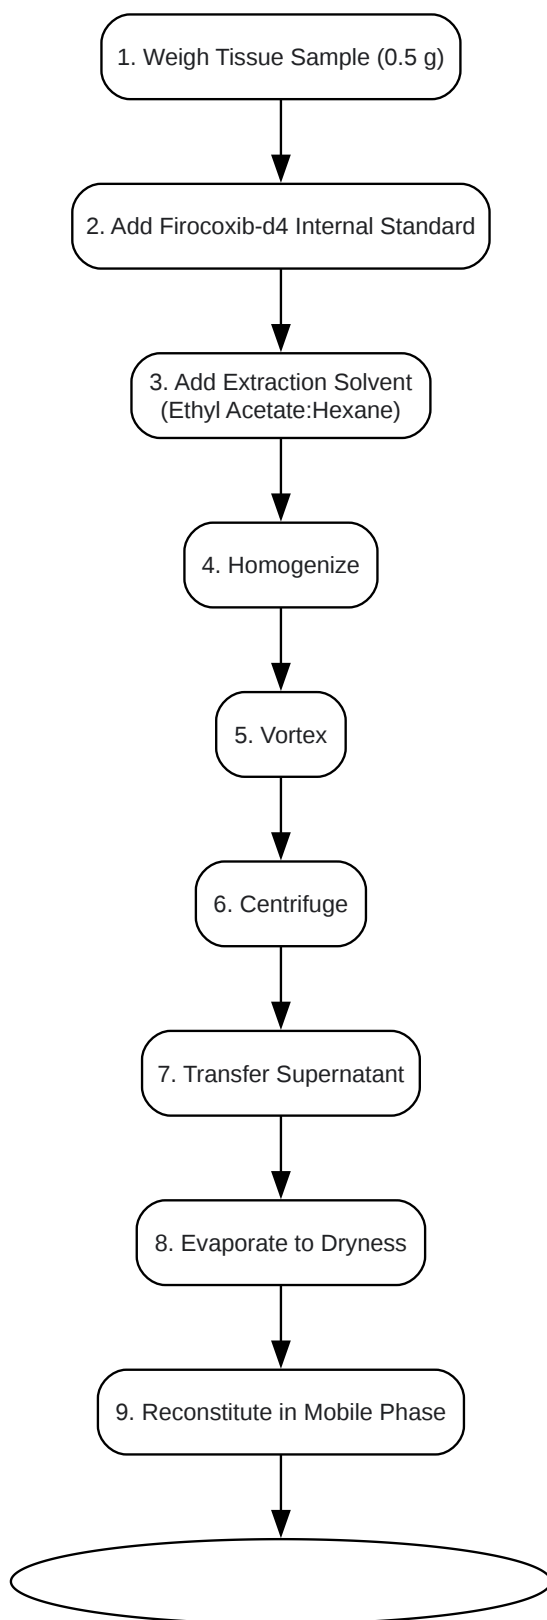 1. Weigh Tissue Sample (0.5 g)
2. Add Firocoxib-d4 Internal Standard
3. Add Extraction Solvent
(Ethyl Acetate:Hexane)
4. Homogenize
5. Vortex
6. Centrifuge
7. Transfer Supernatant
8. Evaporate to Dryness
9. Reconstitute in Mobile Phase